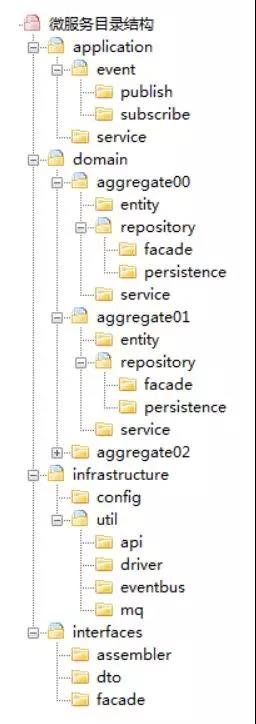 微服务目录结构
application
event
publish
subscribe
service
domain
aggregate00
entity
repository
facade
persistence
service
aggregate01
entity
repository
facade
persistence
service
aggregate02
infrastructure
config
util
api
driver
eventbus
mq
interfaces
assembler
dto
facade